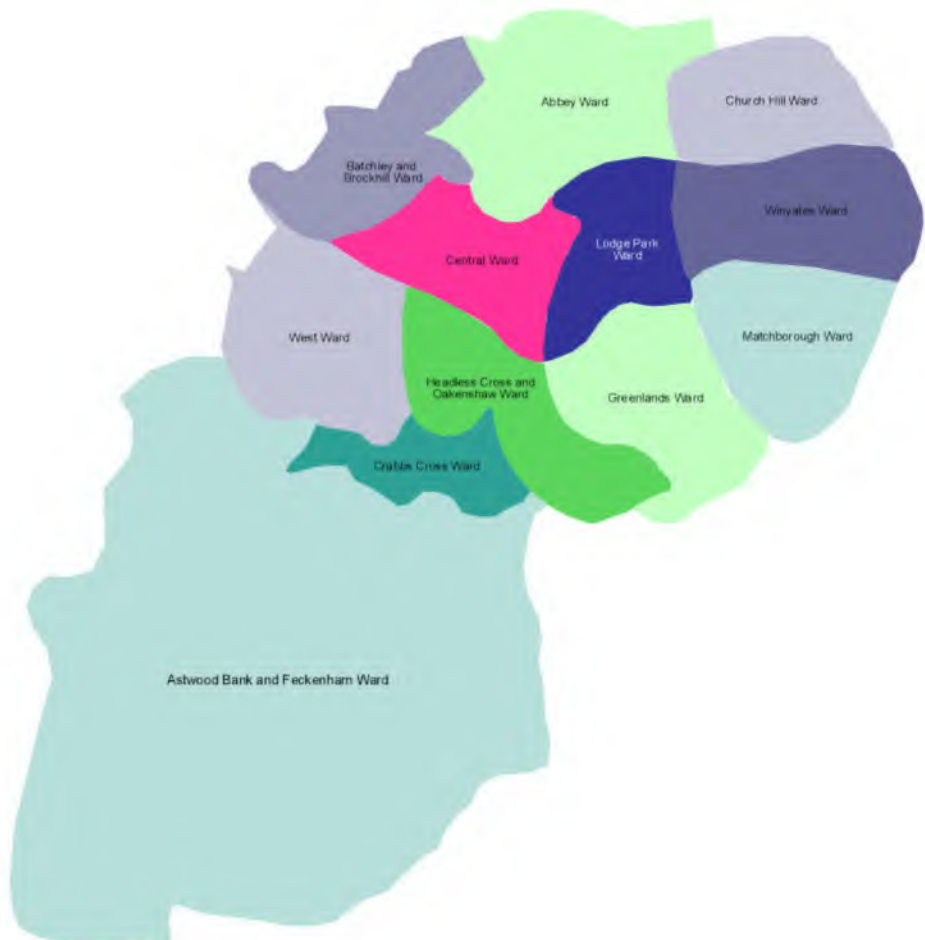 Abbey Ward
Church Hill Ward
Batchley and
Brockhill Ward
Winyates Ward
Lodge Park
Ward
Central Ward
West Ward
Matchborough Ward
Headless Cross and
Oakenshaw Ward
Greenlands Ward
Crabbs Cross Ward
Astwood Bank and Feckenham Ward